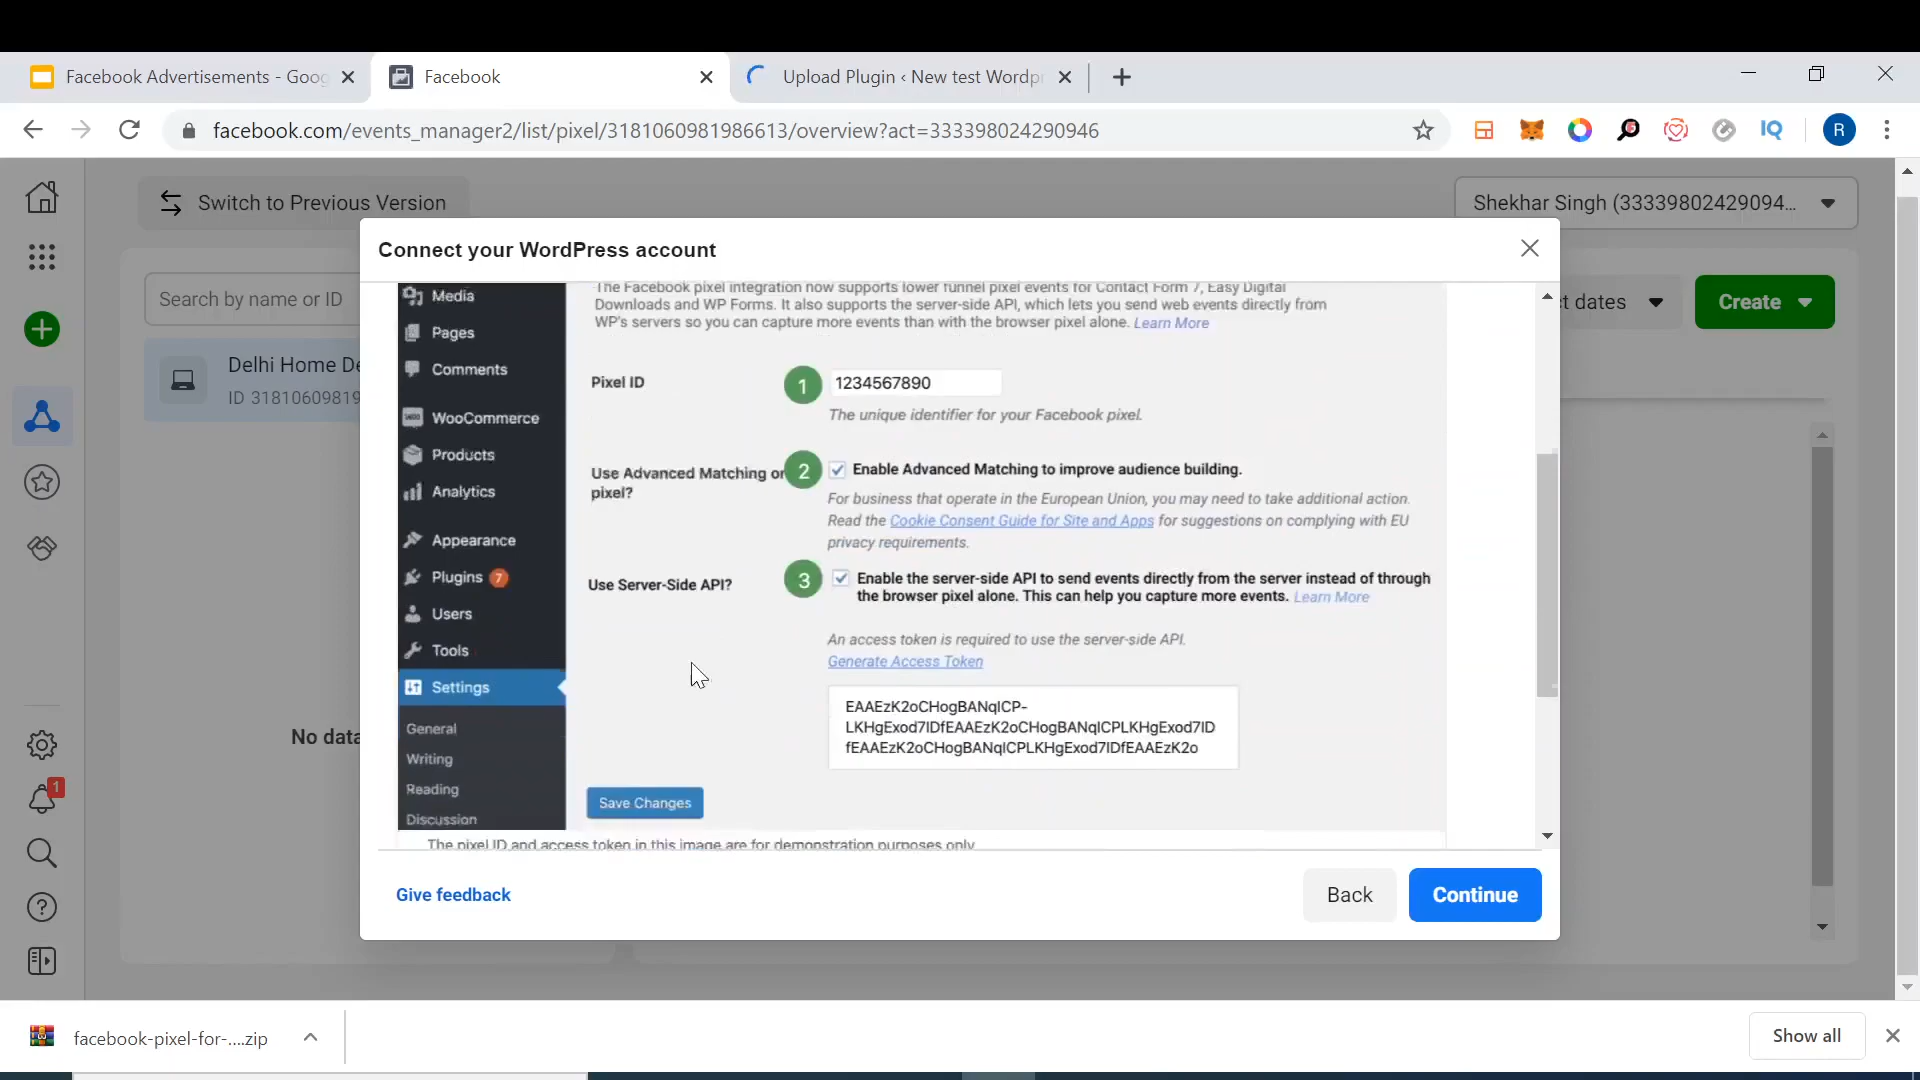 Facebook Advertisements - Goog
Facebook
Upload Plugin ‹ New test Wordpr
facebook.com/events_manager2/list/pixel/3181060981986613/overview?act=333398024290946
IQ
R
Switch to Previous Version
Shekhar Singh (33339802429094...
Connect your WordPress account
Search by name or ID
t dates
Create
Delhi Home De
ID 31810609819
No data
1
Media
Pages
Comments
WooCommerce
Products
Analytics
Appearance
Plugins 7
Users
Tools
Settings
General
Writing
Reading
Discussion
The Facebook pixel integration now supports lower funnel pixel events for Contact Form 7, Easy Digital
Downloads and WP Forms. It also supports the server-side API, which lets you send web events directly from
WP's servers so you can capture more events than with the browser pixel alone. Learn More
Pixel ID
1
1234567890
The unique identifier for your Facebook pixel.
Use Advanced Matching on
pixel?
2
Enable Advanced Matching to improve audience building.
For business that operate in the European Union, you may need to take additional action.
Read the Cookie Consent Guide for Site and Apps for suggestions on complying with EU
privacy requirements.
Use Server-Side API?
3
Enable the server-side API to send events directly from the server instead of through
the browser pixel alone. This can help you capture more events. Learn More
An access token is required to use the server-side API.
Generate Access Token
EAAEzK2oCHogBANqICP-
LKHgExod7IDfEAAEzK2oCHogBANqICPLKHgExod7ID
fEAAEzK2oCHogBANqICPLKHgExod7IDfEAAEzK2o
Save Changes
The pixel ID and access token in this image are for demonstration purposes only
Give feedback
Back
Continue
facebook-pixel-for-....zip
Show all